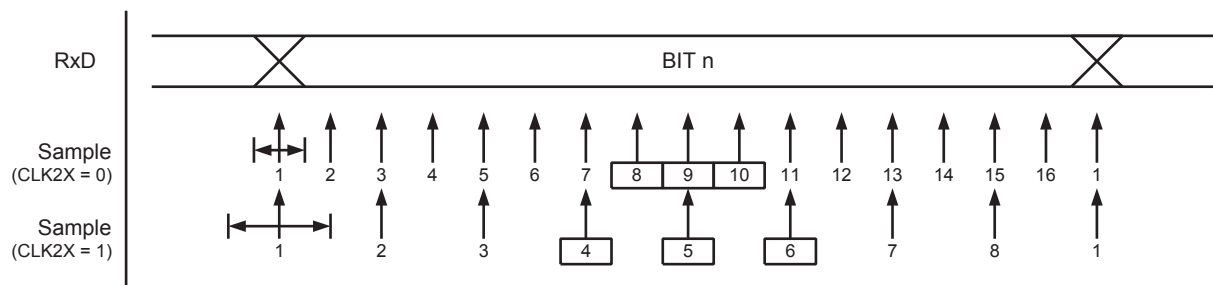 RxD BIT n
Sample
(CLK2X = 0)
1 2 3 4 5 6 7 8 9 10 11 12 13 14 15 16 1
Sample
(CLK2X = 1)
1 2 3 4 5 6 7 8 1